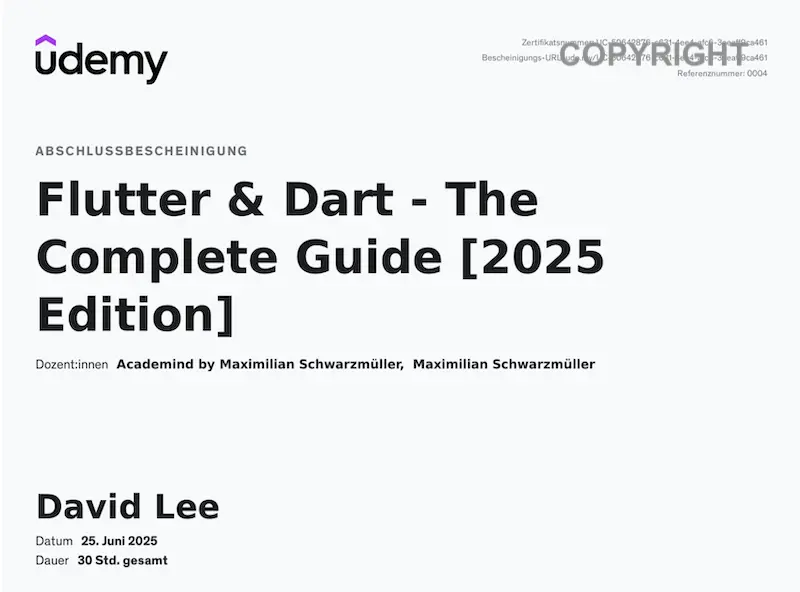 udemy
COPYRIGHT
Referenznummer: 0004
ABSCHLUSSBESCHEINIGUNG
Flutter & Dart - The
Complete Guide [2025
Edition]
Dozent:innen Academind by Maximilian Schwarzmüller, Maximilian Schwarzmüller
David Lee
Datum 25. Juni 2025
Dauer 30 Std. gesamt